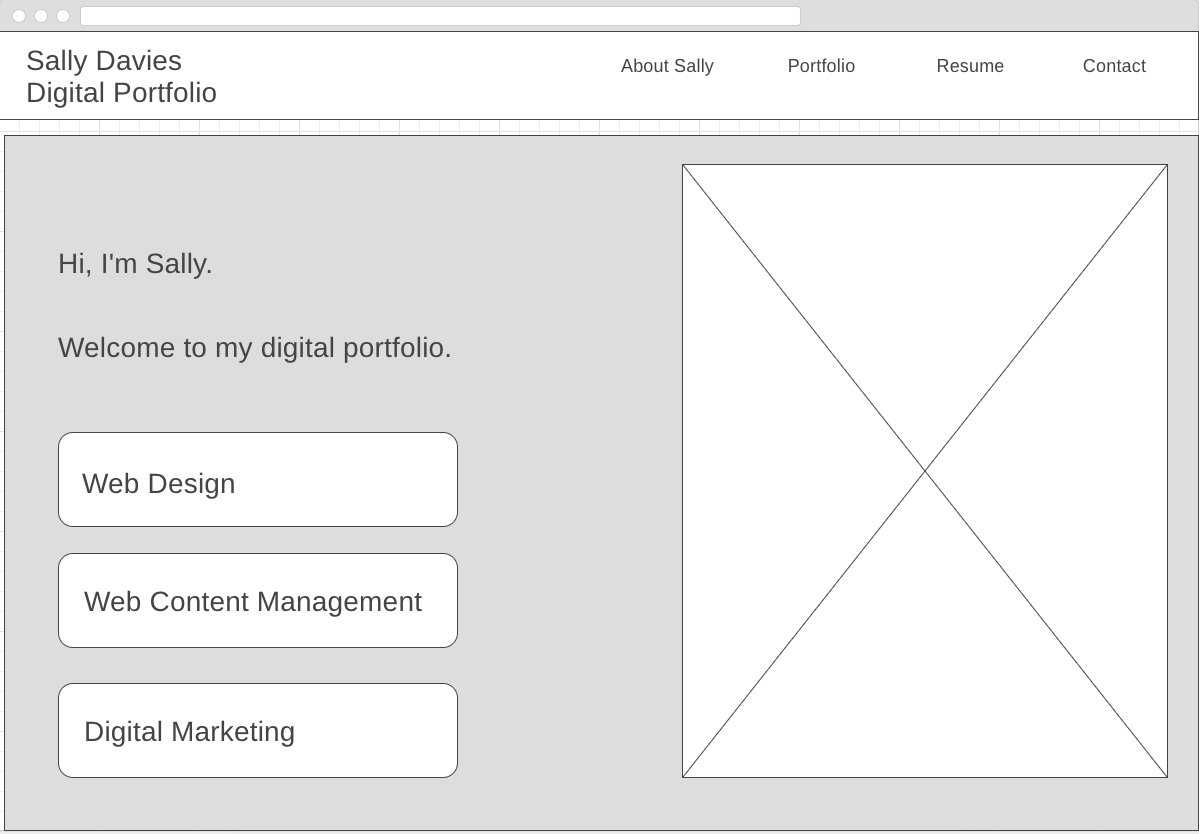 Sally Davies
Digital Portfolio
About Sally
Portfolio
Resume
Contact
Hi, I'm Sally.
Welcome to my digital portfolio.
Web Design
Web Content Management
Digital Marketing